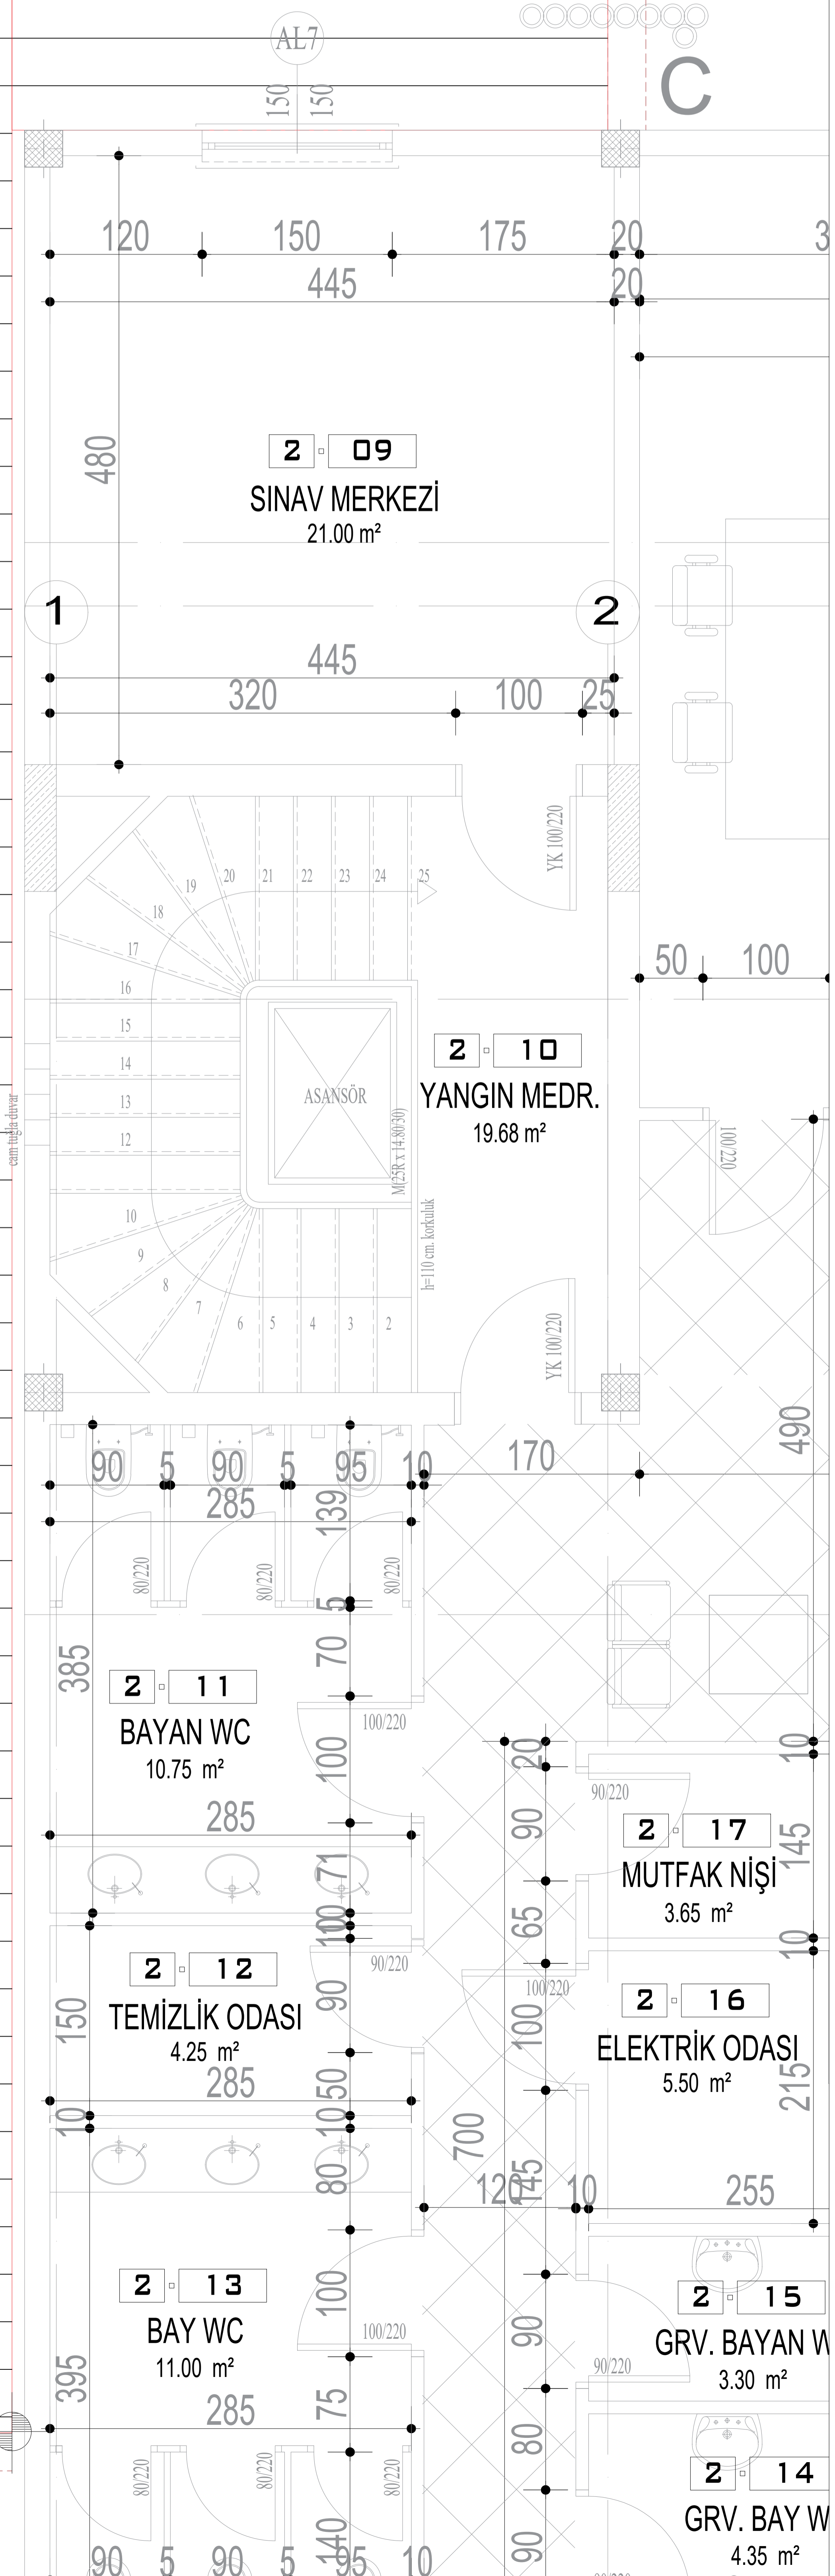 AL7
C
150
150
120 150 175 20 3
445 20
480
2 09
SINAV MERKEZİ
21.00 m²
1 2
445
320 100 25
YK 100/220
25
24
23
22
21
20
19
18
17
16
15
14
13
12
10
9
8
7
6
5
4
3
2
50 100
2 10
YANGIN MEDR.
19.68 m²
ASANSÖR
M(25R x 14.80/30)
cam tuğla duvar
h=110 cm. korkuluk
100/220
YK 100/220
490
170
90 5 90 5 95 10
285
139
80/220
80/220
80/220
5
70
385
2 11
BAYAN WC
10.75 m²
100/220
100
285
71
20
10
90/220
90
2 17
MUTFAK NİŞİ
3.65 m²
145
65
10
10
10
2 12
TEMİZLİK ODASI
4.25 m²
90/220
90
150
285
50
10
10
100/220
100
2 16
ELEKTRİK ODASI
5.50 m²
215
700
80
145
120 10 255
2 13
BAY WC
11.00 m²
100
100/220
395
285
75
80/220
80/220
80/220
140
90 5 90 5 95 10
90
90/220
2 15
GRV. BAYAN W
3.30 m²
80
2 14
GRV. BAY W
4.35 m²
90